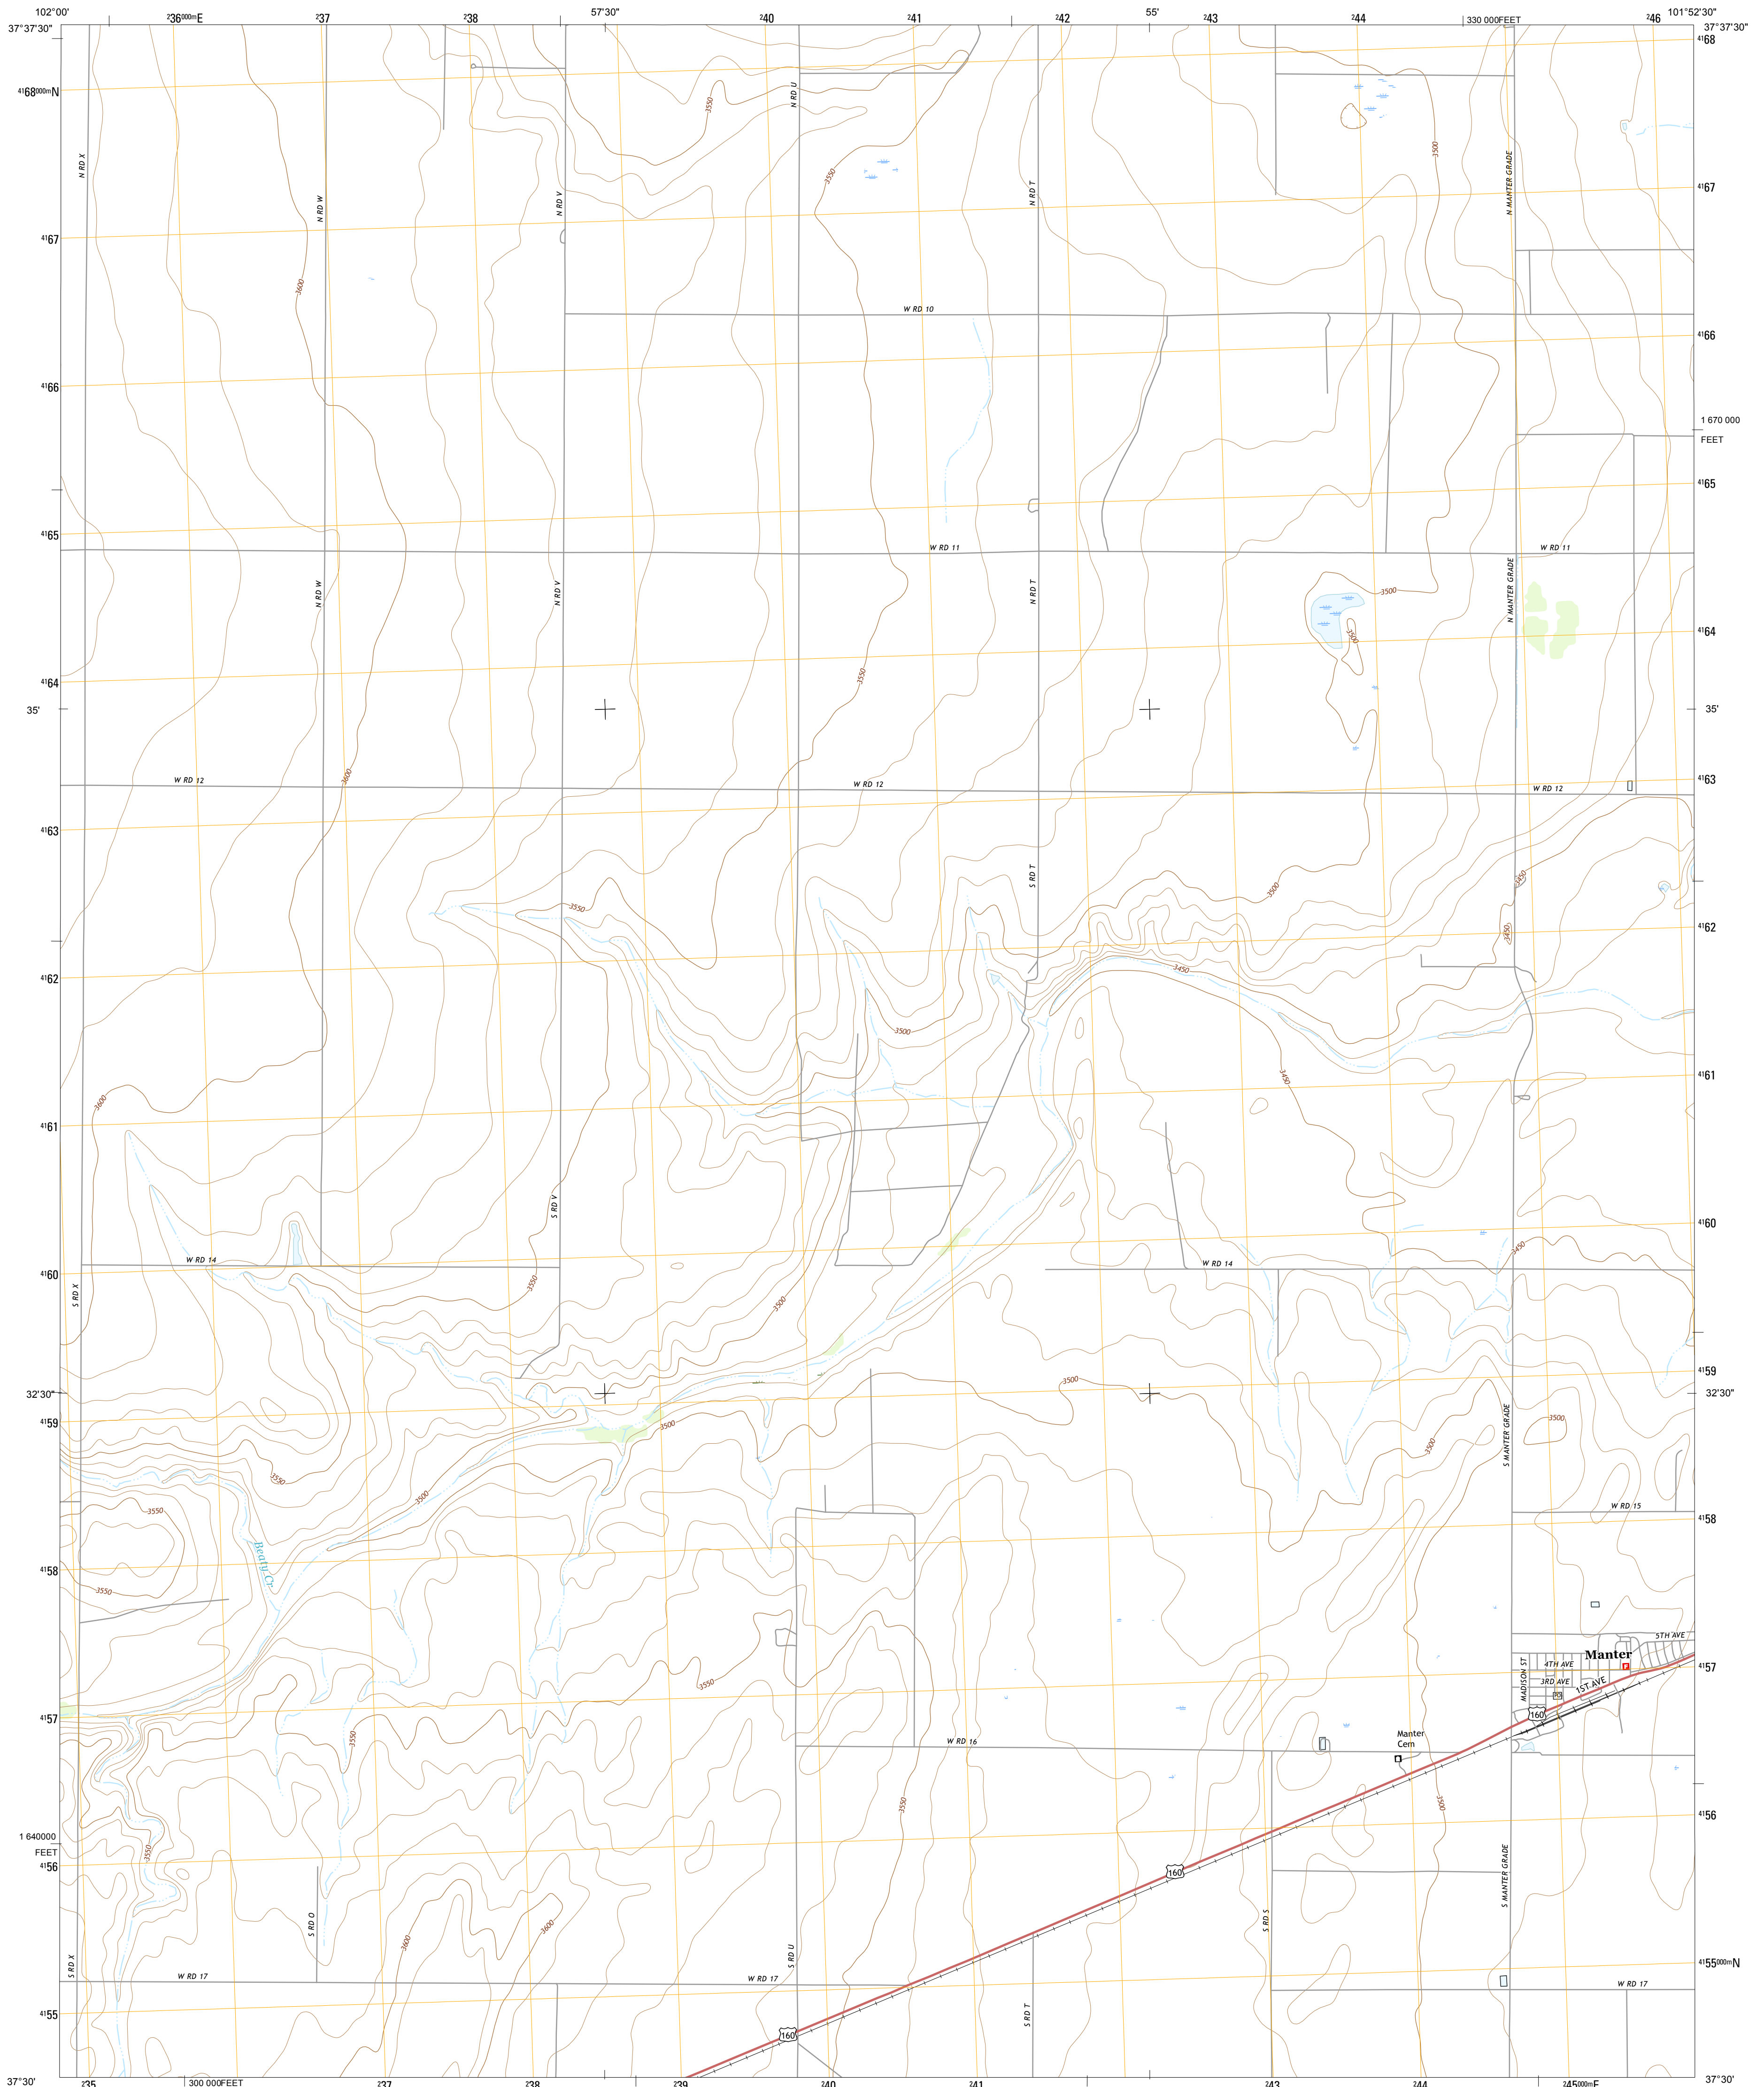 102°00'
²36⁰⁰⁰ᵐE
²37
²38
57'30"
²40
²41
²42
55'
²43
²44
330 000FEET
²46
101°52'30"
37°37'30"
37°37'30"
⁴¹68
⁴¹68⁰⁰⁰ᵐN
N RD U
3550
3500
N RD X
N RD W
N RD V
3550
N RD T
N MANTER GRADE
⁴¹67
⁴¹67
3600
W RD 10
⁴¹66
⁴¹66
1 670 000
FEET
⁴¹65
⁴¹65
W RD 11
W RD 11
N RD W
N RD V
N RD T
3500
N MANTER GRADE
3500
⁴¹64
⁴¹64
3550
35'
35'
3600
W RD 12
W RD 12
W RD 12
⁴¹63
⁴¹63
S RD T
3500
3450
3550
3450
⁴¹62
⁴¹62
3450
3500
3450
⁴¹61
3600
⁴¹61
S RD V
⁴¹60
3450
W RD 14
W RD 14
⁴¹60
S RD X
3550
3500
⁴¹59
32'30"
32'30"
3500
⁴¹59
3500
3500
S MANTER GRADE
3500
3550
3500
3550
W RD 15
⁴¹58
Beaty Cr
⁴¹58
3550
5TH AVE
Manter
4TH AVE
MADISON ST
3RD AVE
1ST AVE
⁴¹57
3550
⁴¹57
160
3550
Manter
Cem
W RD 16
3550
3500
⁴¹56
1 640000
FEET
3550
⁴¹56
160
S MANTER GRADE
S RD O
3600
3600
S RD S
S RD U
S RD X
⁴¹55⁰⁰⁰ᵐN
W RD 17
W RD 17
W RD 17
⁴¹55
S RD T
160
37°30'
37°30'
²35
300 000FEET
²37
²38
²39
²40
²41
²43
²44
²45⁰⁰⁰ᵐE